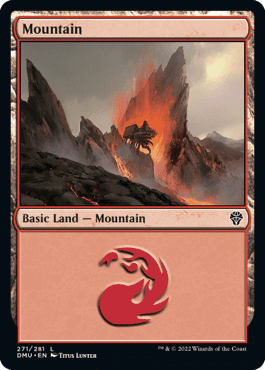 Mountain
Basic Land — Mountain
271/281 L
DMU • EN Titus Lunter
™ & © 2022 Wizards of the Coast